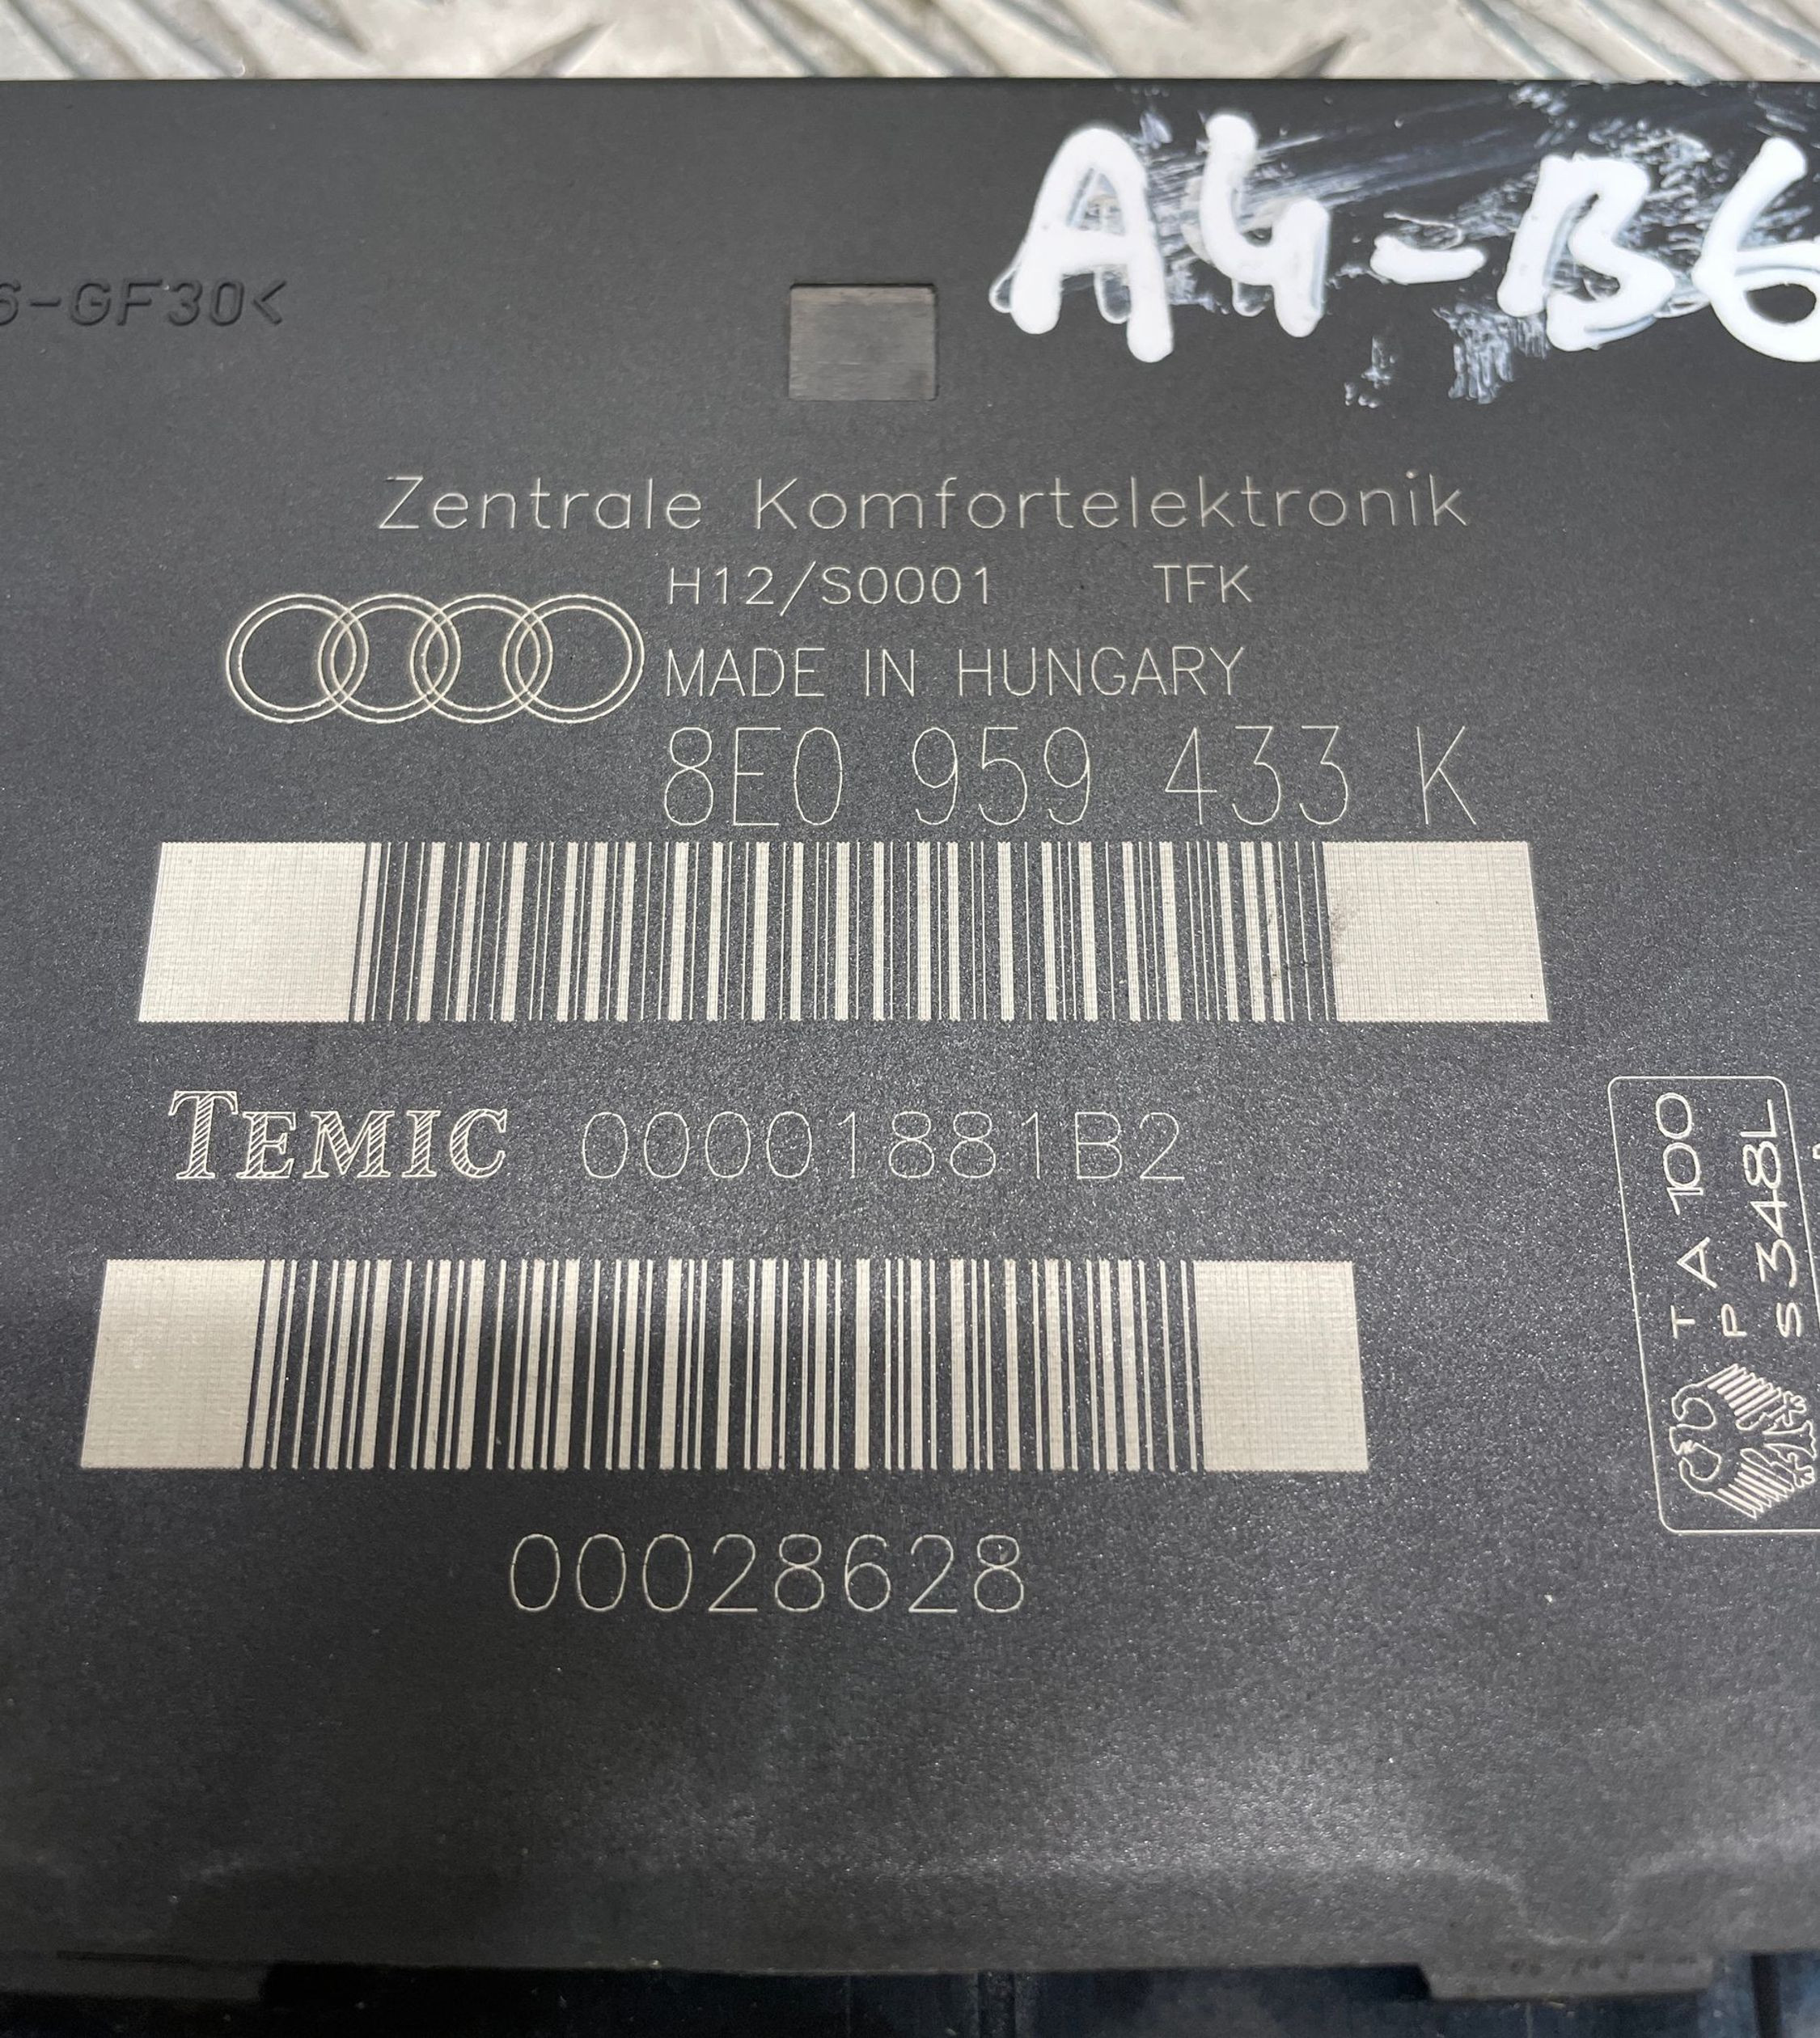 A4-B6
6-GF30<
Zentrale Komfortelektronik
H12/S0001 TFK
MADE IN HUNGARY
8E0 959 433 K
TEMIC 00001881B2
00028628
TA 100
P
S 348L